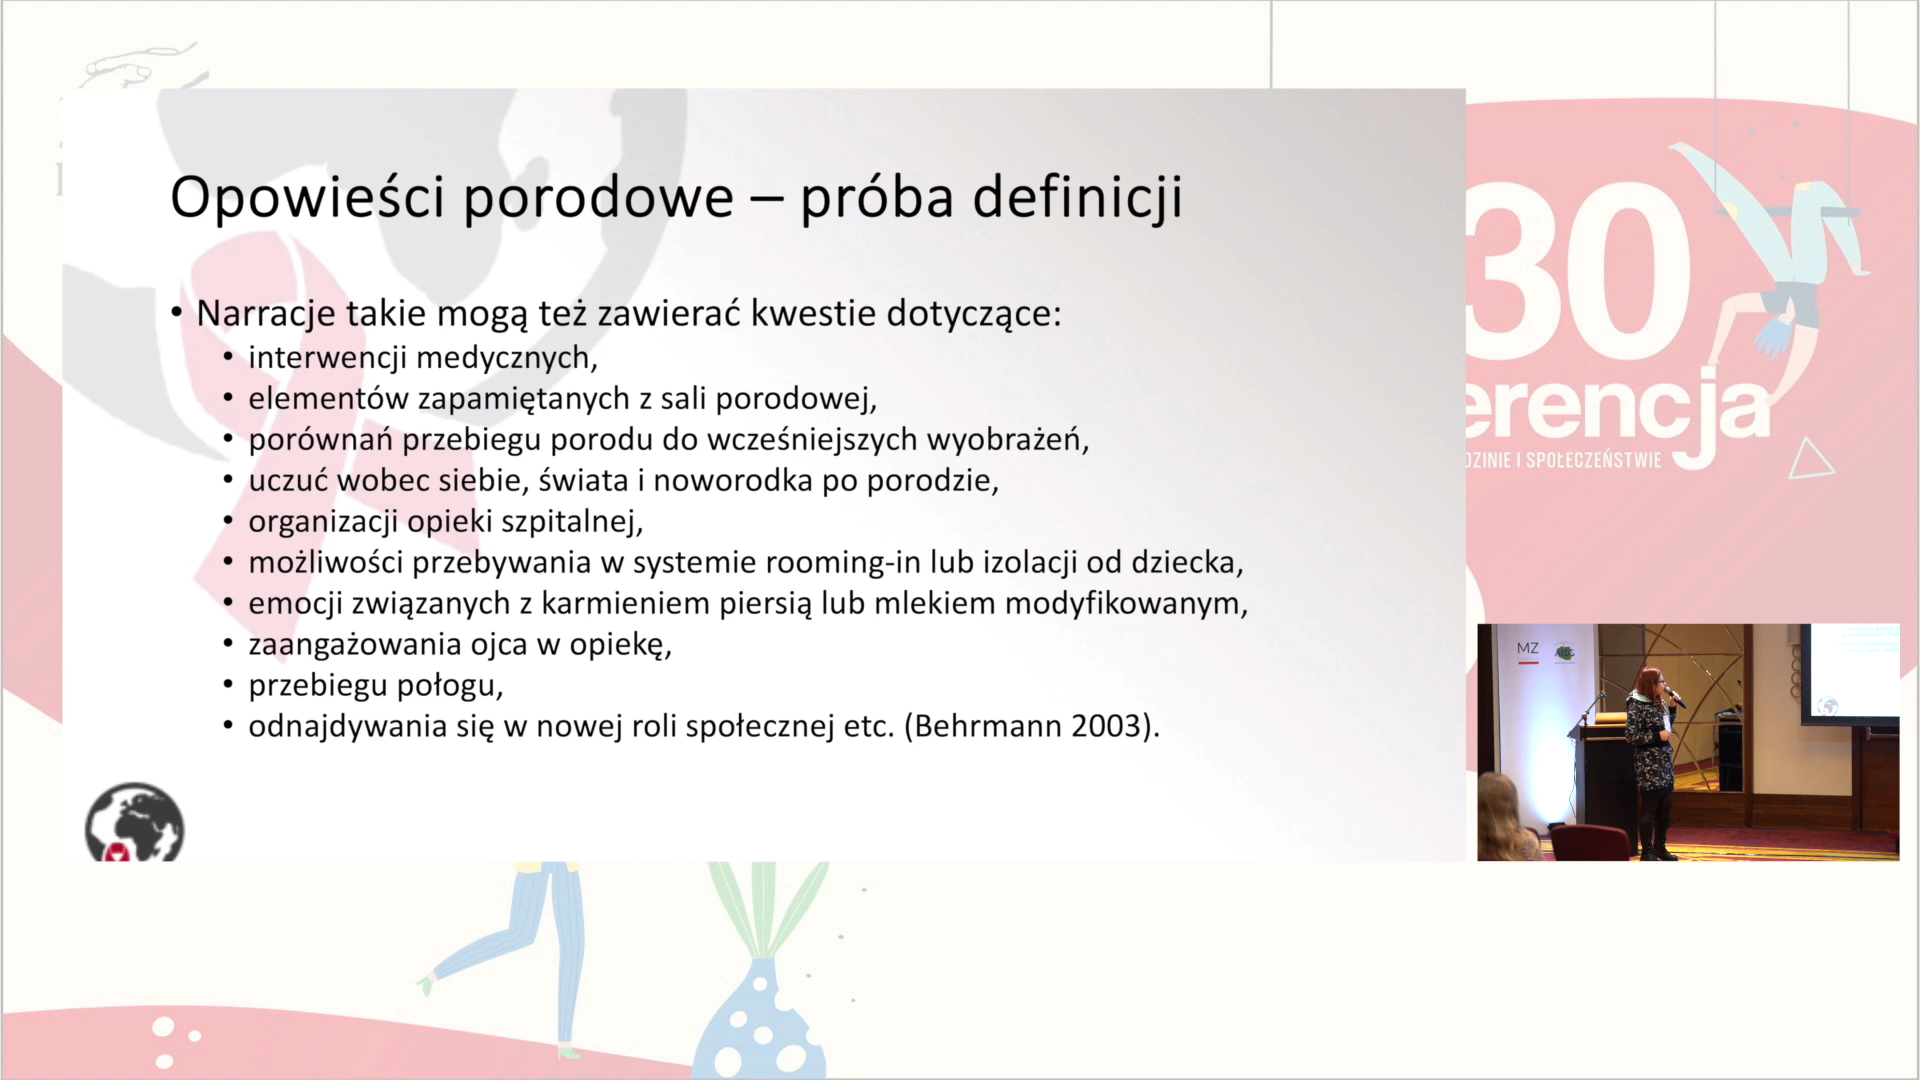 Opowieści porodowe – próba definicji
• Narracje takie mogą też zawierać kwestie dotyczące:
• interwencji medycznych,
• elementów zapamiętanych z sali porodowej,
• porównań przebiegu porodu do wcześniejszych wyobrażeń,
• uczuć wobec siebie, świata i noworodka po porodzie,
• organizacji opieki szpitalnej,
• możliwości przebywania w systemie rooming-in lub izolacji od dziecka,
• emocji związanych z karmieniem piersią lub mlekiem modyfikowanym,
• zaangażowania ojca w opiekę,
• przebiegu połogu,
• odnajdywania się w nowej roli społecznej etc. (Behrmann 2003).
30
erencja
DZINIE I SPOŁECZEŃSTWIE
MZ